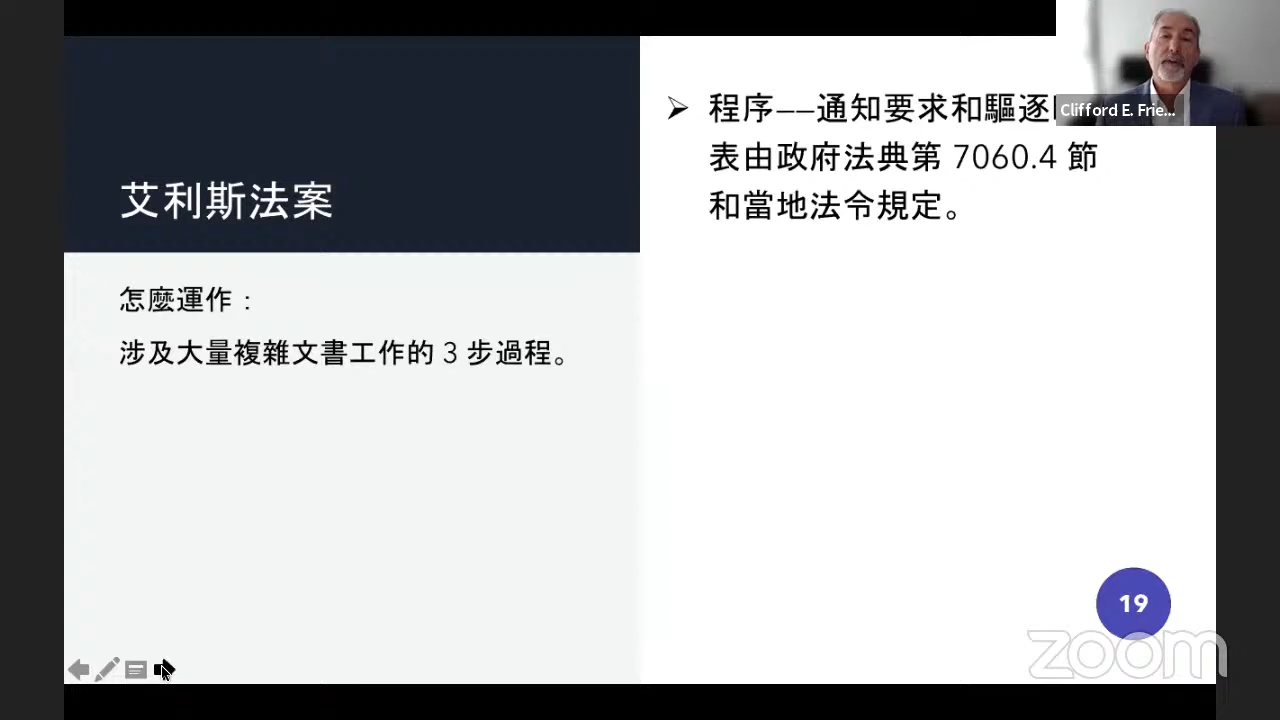 艾利斯法案
怎麼運作：
涉及大量複雜文書工作的 3 步過程。
程序——通知要求和驅逐
表由政府法典第 7060.4 節
和當地法令規定。
Clifford E. Frie...
19
zoom